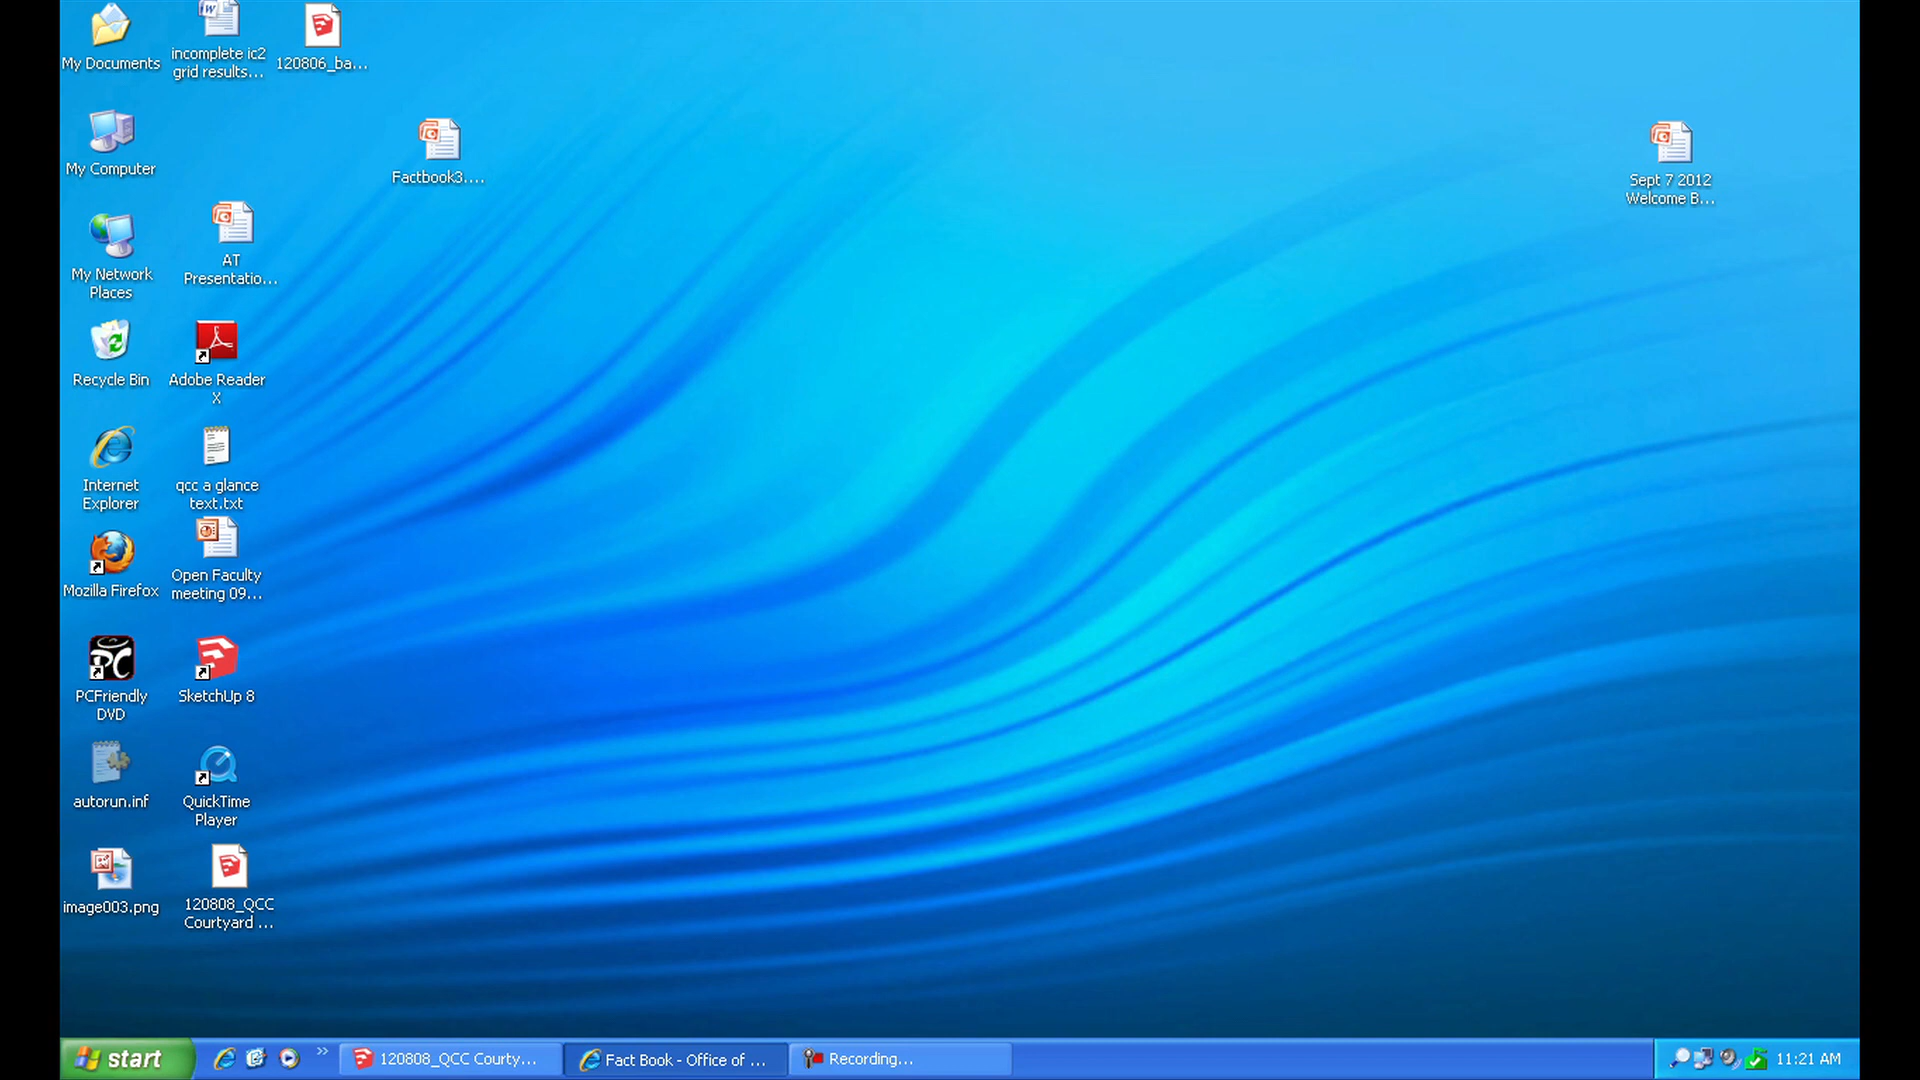 My Documents
incomplete ic2
grid results...
120806_ba...
My Computer
Factbook3....
Sept 7 2012
Welcome B...
My Network
Places
AT
Presentatio...
Recycle Bin
Adobe Reader
X
Internet
Explorer
qcc a glance
text.txt
Mozilla Firefox
Open Faculty
meeting 09...
PC
PCFriendly
DVD
SketchUp 8
autorun.inf
QuickTime
Player
image003.png
120808_QCC
Courtyard ...
start
120808_QCC Courty...
Fact Book - Office of ...
Recording...
11:21 AM